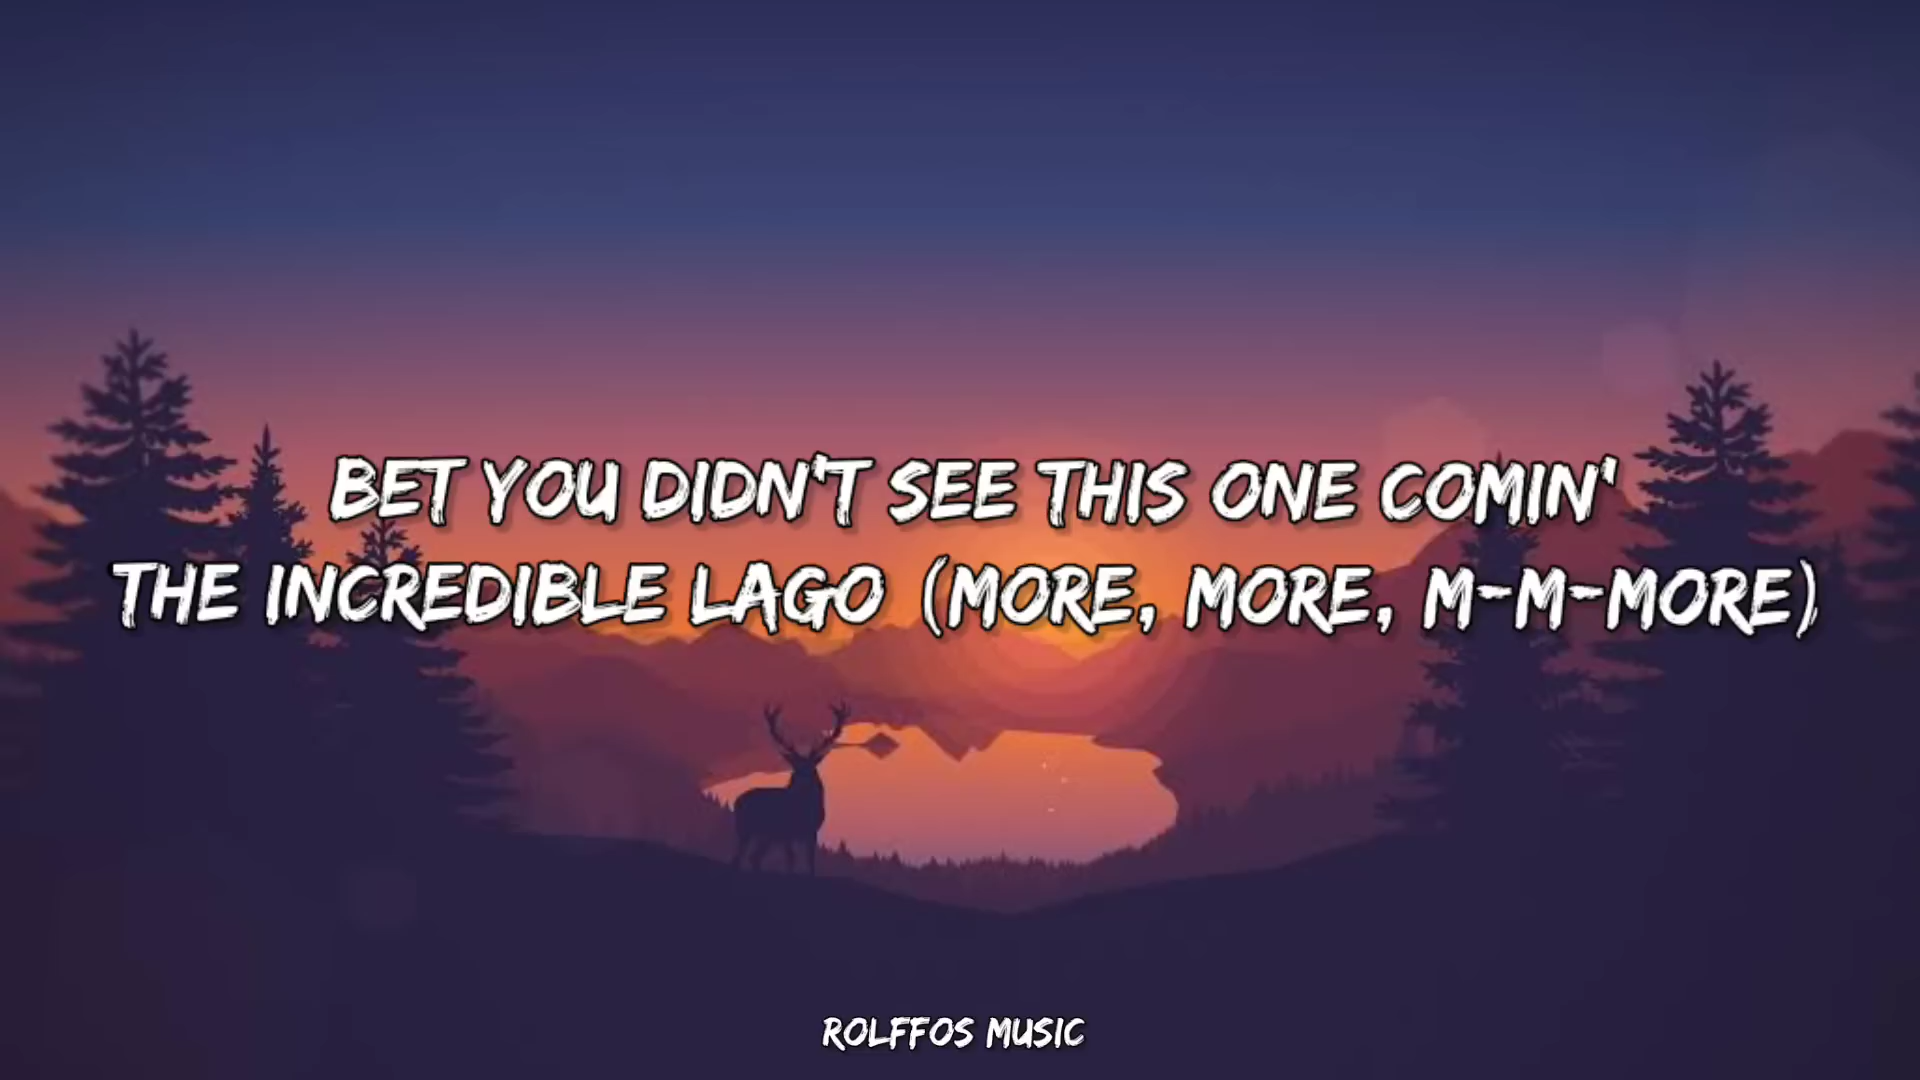 BET YOU DIDN'T SEE THIS ONE COMIN'
THE INCREDIBLE LAGO (MORE, MORE, M-M-MORE)
ROLFFOS MUSIC